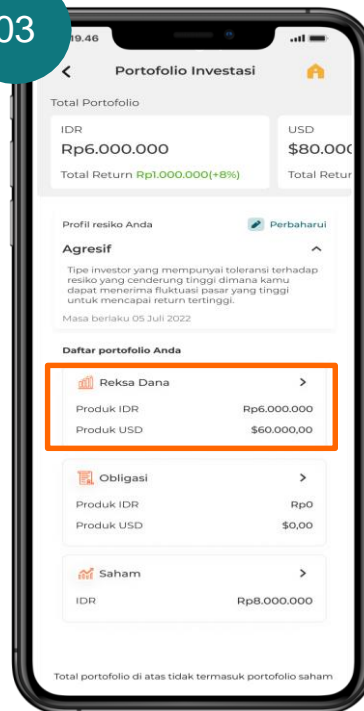 03
19.46
Portofolio Investasi
Total Portofolio
IDR
Rp6.000.000
Total Return Rp1.000.000(+8%)
USD
$80.000
Total Retur
Profil resiko Anda
Perbaharui
Agresif
Tipe investor yang mempunyai toleransi terhadap
resiko yang cenderung tinggi dimana kamu
dapat menerima fluktuasi pasar yang tinggi
untuk mencapai return tertinggi.
Masa berlaku 05 Juli 2022
Daftar portofolio Anda
Reksa Dana
Produk IDR Rp6.000.000
Produk USD $60.000,00
Obligasi
Produk IDR Rp0
Produk USD $0,00
Saham
IDR Rp8.000.000
Total portofolio di atas tidak termasuk portofolio saham